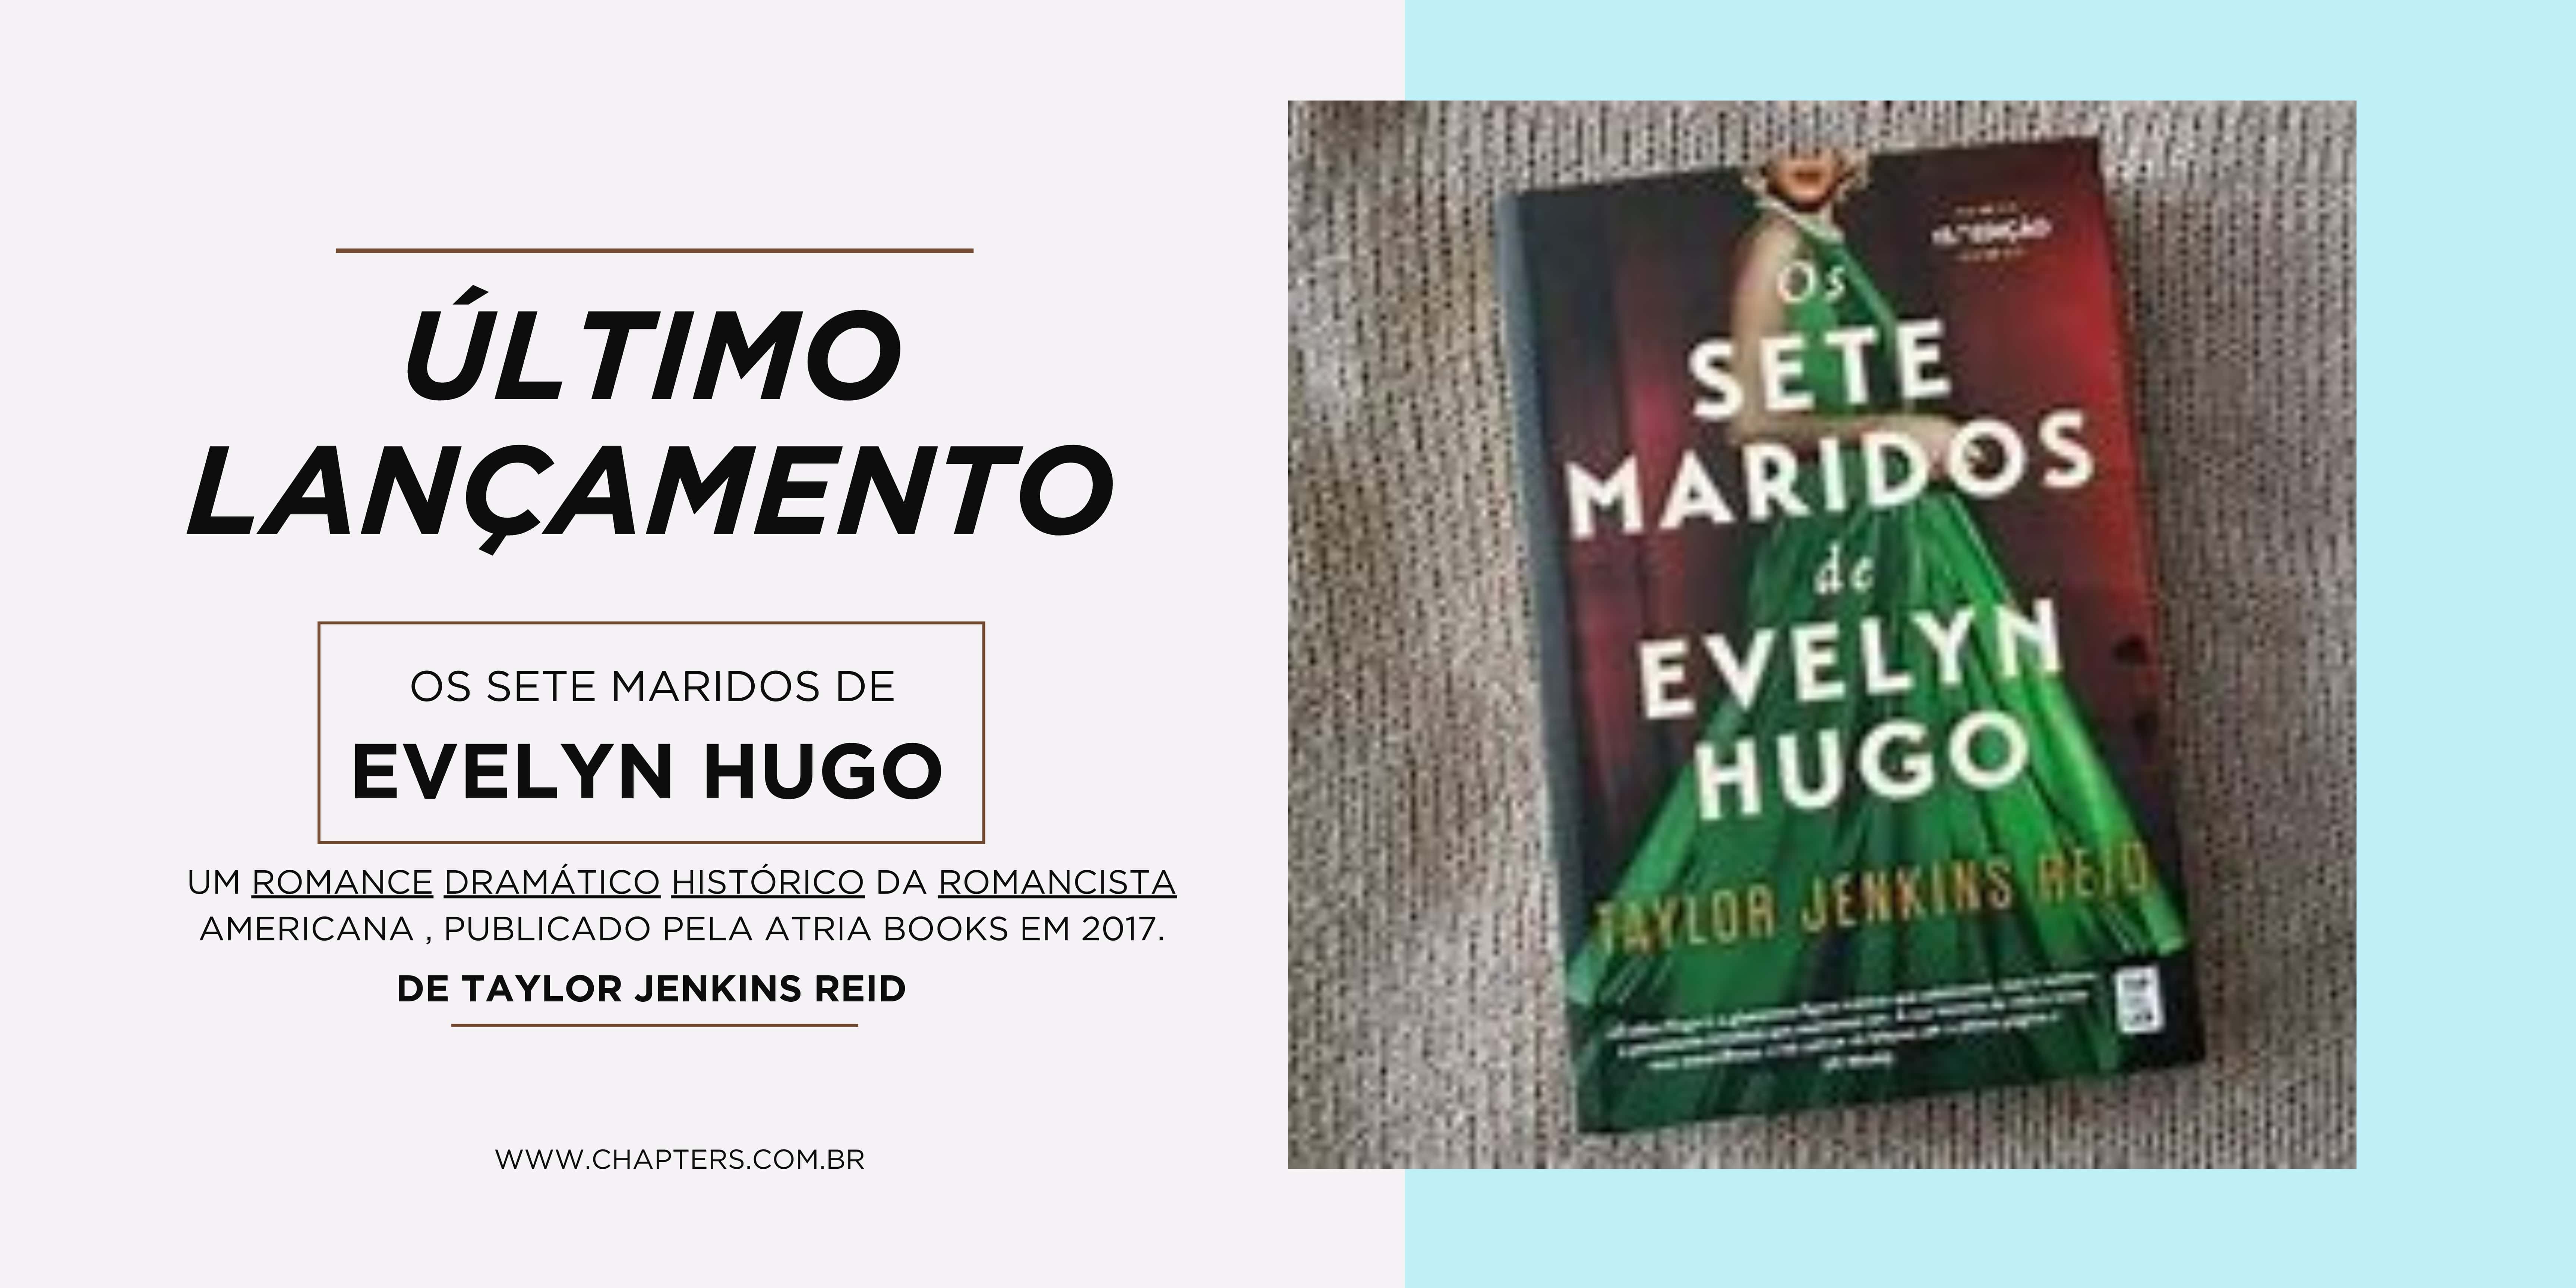 ÚLTIMO
LANÇAMENTO
OS SETE MARIDOS DE
EVELYN HUGO
UM ROMANCE DRAMÁTICO HISTÓRICO DA ROMANCISTA
AMERICANA , PUBLICADO PELA ATRIA BOOKS EM 2017.
DE TAYLOR JENKINS REID
WWW.CHAPTERS.COM.BR
EDIÇÃO
Os
SETE
MARIDOS
de
EVELYN
HUGO
TAYLOR JENKINS REID